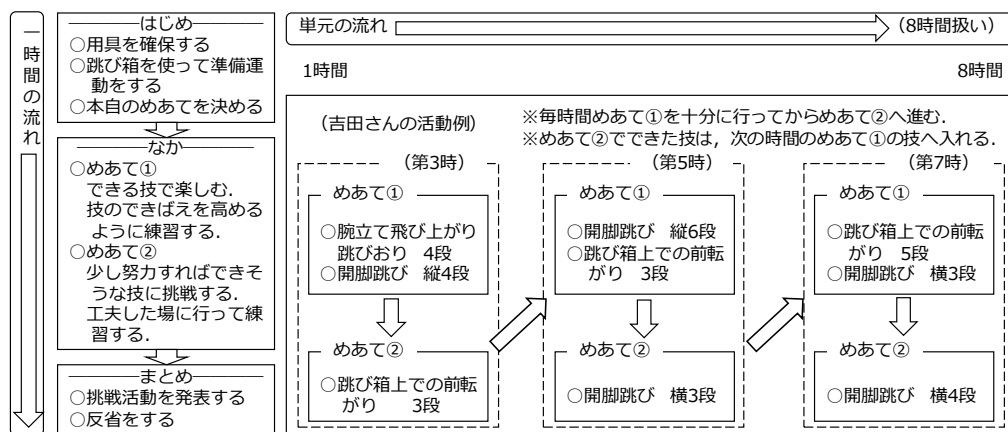 一時間の流れ
はじめ
○用具を確保する
○跳び箱を使って準備運
動をする
○本自のめあてを決める
なか
○めあて①
できる技で楽しむ．
技のできばえを高める
ように練習する．
○めあて②
少し努力すればできそ
うな技に挑戦する．
工夫した場に行って練
習する．
まとめ
○挑戦活動を発表する
○反省をする
単元の流れ
（8時間扱い）
1時間
8時間
（吉田さんの活動例）
※毎時間めあて①を十分に行ってからめあて②へ進む．
※めあて②でできた技は，次の時間のめあて①の技へ入れる．
（第3時）
めあて①
○腕立て飛び上がり
跳びおり　4段
○開脚跳び　縦4段
めあて②
○跳び箱上での前転
がり　3段
（第5時）
めあて①
○開脚跳び　縦6段
○跳び箱上での前転
がり　3段
めあて②
○開脚跳び　横3段
（第7時）
めあて①
○跳び箱上での前転
がり　5段
○開脚跳び　横3段
めあて②
○開脚跳び　横4段